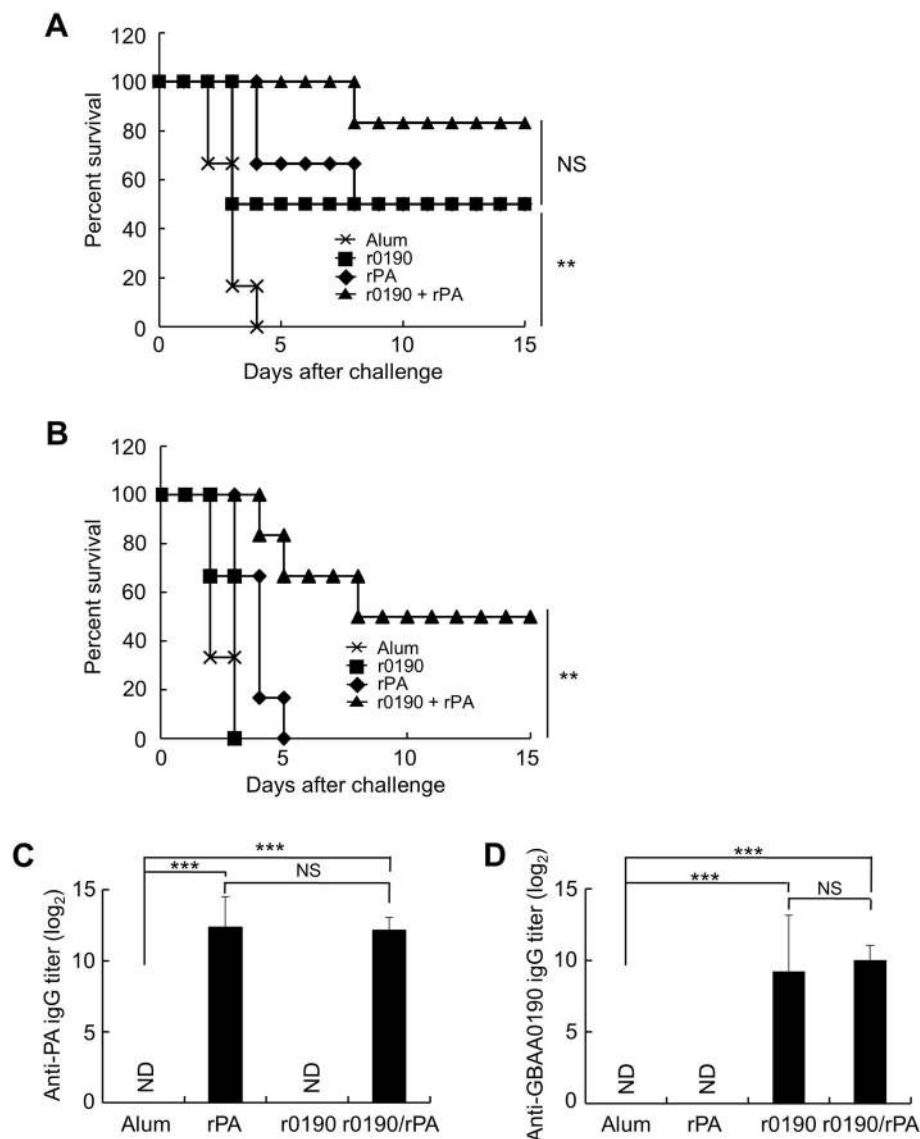 A
120
100
80
60
40
20
0
Percent survival
Alum
r0190
rPA
r0190 + rPA
NS
**
0 5 10 15
Days after challenge
B
120
100
80
60
40
20
0
Percent survival
Alum
r0190
rPA
r0190 + rPA
**
0 5 10 15
Days after challenge
C
***
***
NS
15
10
5
0
Anti-PA igG titer (log2)
ND
ND
Alum rPA r0190 r0190/rPA
D
***
***
NS
15
10
5
0
Anti-GBAA0190 igG titer (log2)
ND
ND
Alum rPA r0190 r0190/rPA